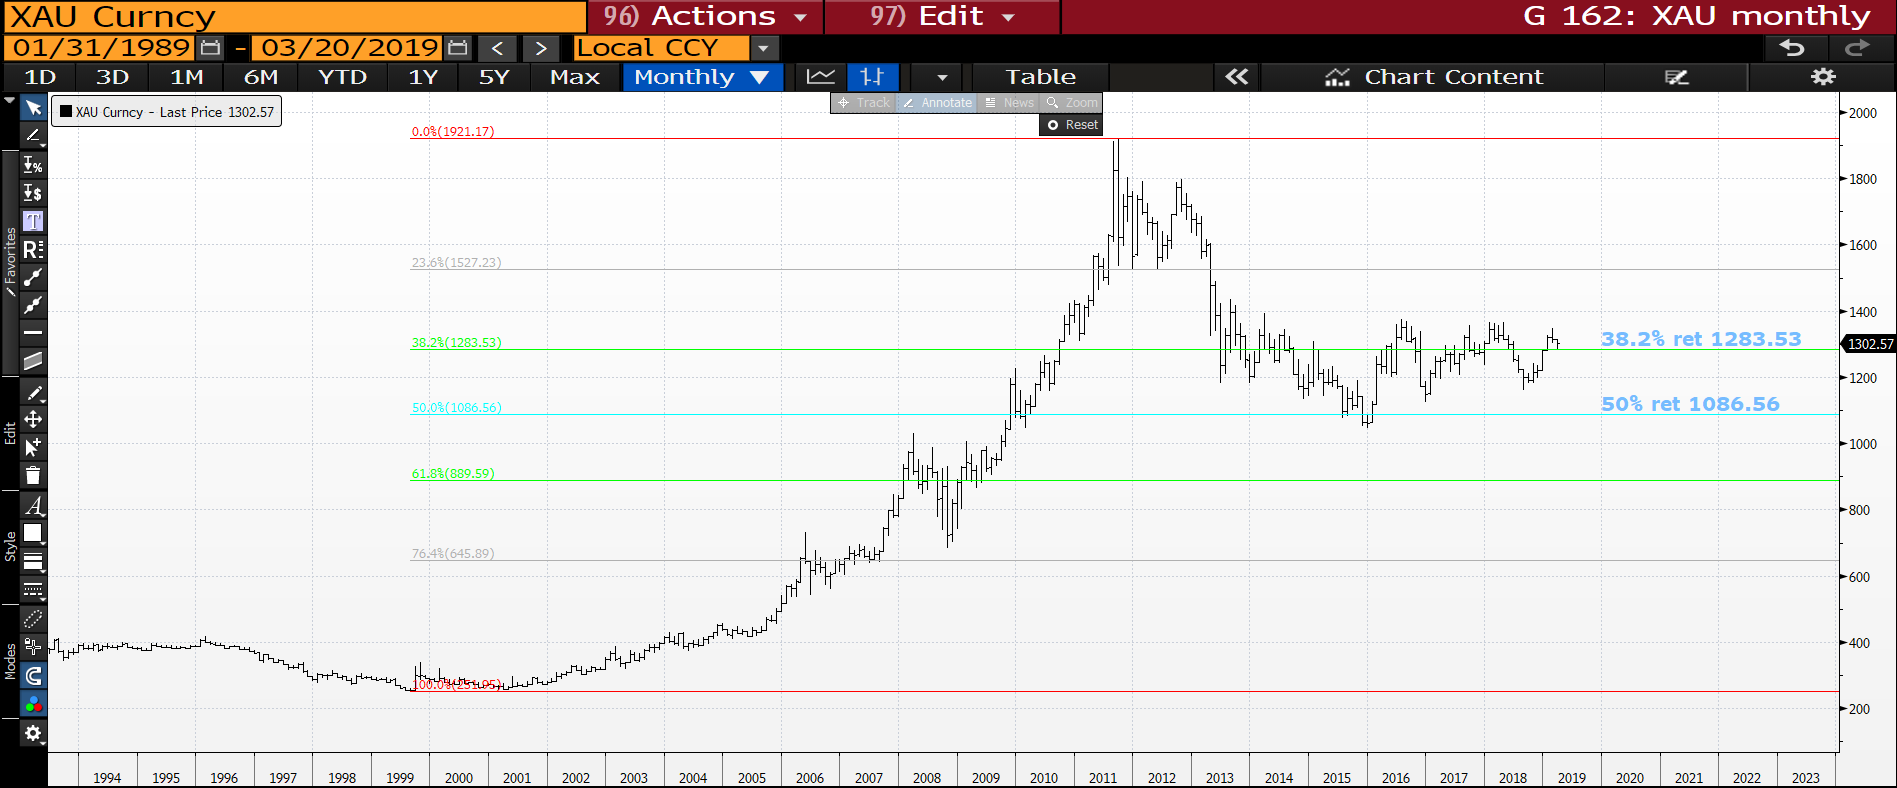 XAU Curncy 96) Actions 97) Edit G 162: XAU monthly
01/31/1989 - 03/20/2019 < > Local CCY
1D 3D 1M 6M YTD 1Y 5Y Max Monthly Table Chart Content
XAU Curncy - Last Price 1302.57
Track Annotate News Zoom
Reset
Favorites
Edit
Style
Modes
%
$
T
R
A
0.0%(1921.17)
23.6%(1527.23)
38.2%(1283.53)
50.0%(1086.56)
61.8%(889.59)
76.4%(645.89)
100.0%(251.95)
38.2% ret 1283.53
50% ret 1086.56
2000
1800
1600
1400
1302.57
1200
1000
800
600
400
200
1994 1995 1996 1997 1998 1999 2000 2001 2002 2003 2004 2005 2006 2007 2008 2009 2010 2011 2012 2013 2014 2015 2016 2017 2018 2019 2020 2021 2022 2023